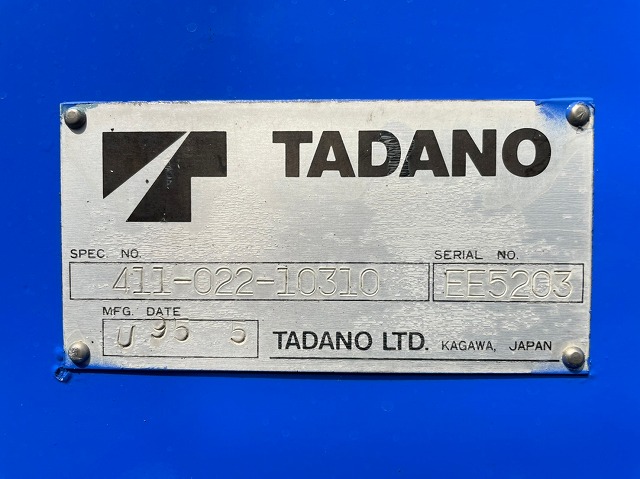 TADANO
SPEC. NO.
411-022-10310
SERIAL NO.
EE5203
MFG. DATE
U 95 5
TADANO LTD. KAGAWA, JAPAN